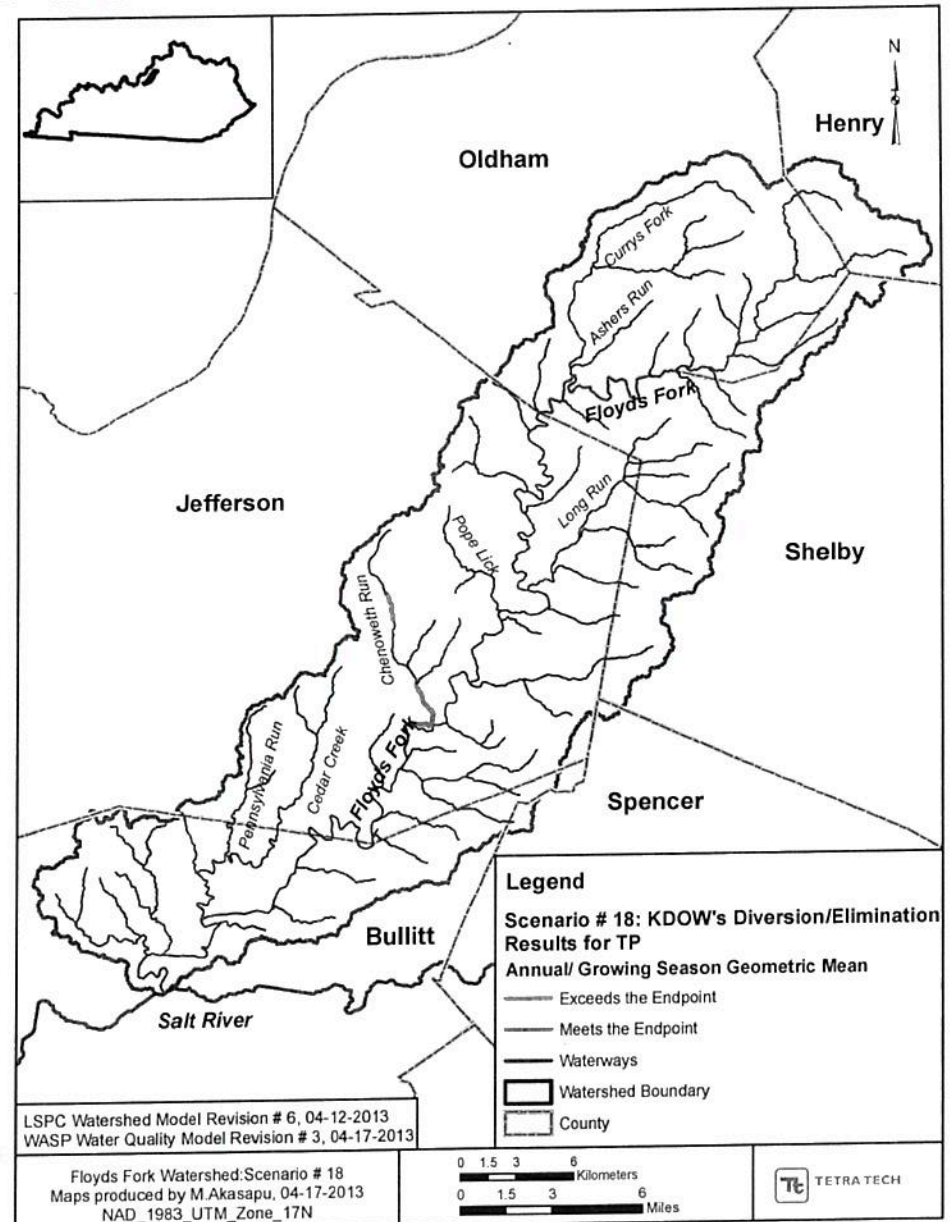 N
Henry
Oldham
Currys Fork
Ashers Run
Floyds Fork
Jefferson
Long Run
Pope Lick
Shelby
Chenoweth Run
Pennsylvania Run
Cedar Creek
Floyds Fork
Spencer
Bullitt
Salt River
Legend
Scenario # 18: KDOW's Diversion/Elimination
Results for TP
Annual/ Growing Season Geometric Mean
Exceeds the Endpoint
Meets the Endpoint
Waterways
Watershed Boundary
County
LSPC Watershed Model Revision # 6, 04-12-2013
WASP Water Quality Model Revision # 3, 04-17-2013
Floyds Fork Watershed:Scenario # 18
Maps produced by M.Akasapu, 04-17-2013
NAD_1983_UTM_Zone_17N
0 1.5 3 6
Kilometers
0 1.5 3 6
Miles
Tt TETRA TECH